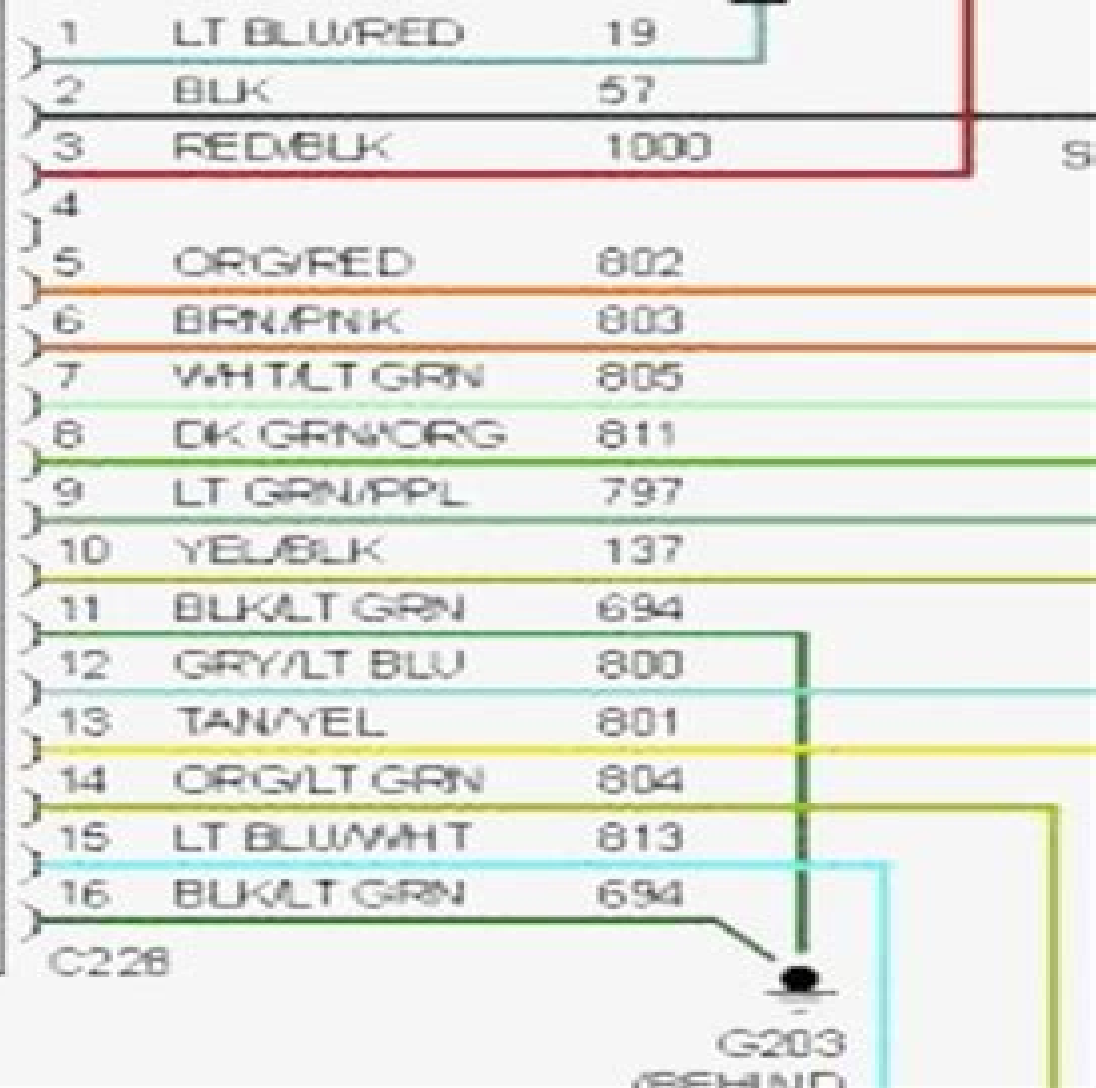 1 LT BLU/RED 19
2 BLK 57
3 RED/BLK 1000
4
5 ORG/RED 802
6 BRN/PNK 803
7 WHT/LT GRN 805
8 DK GRN/ORG 811
9 LT GRN/PPL 797
10 YEL/BLK 137
11 BLK/LT GRN 694
12 GRY/LT BLU 800
13 TAN/YEL 801
14 ORG/LT GRN 804
15 LT BLU/WHT 813
16 BLK/LT GRN 694
C228
G203
(BEHIND